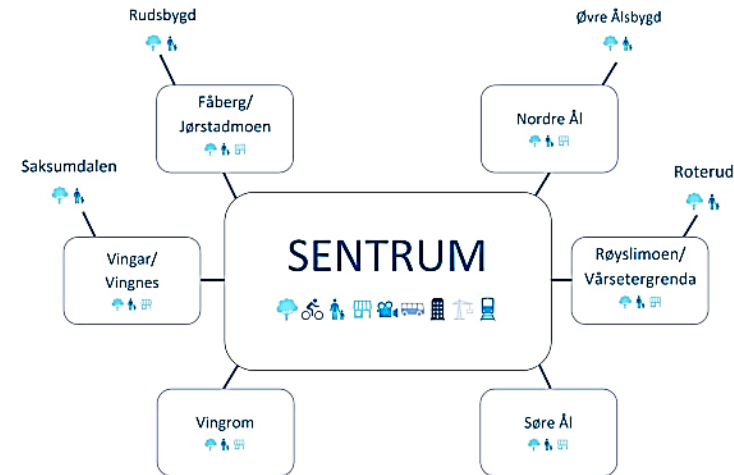 Rudsbygd
Øvre Ålsbygd
Fåberg/
Jørstadmoen
Nordre Ål
Saksumdalen
Roterud
SENTRUM
Vingar/
Vingnes
Røyslimoen/
Vårsetergrenda
Vingrom
Søre Ål